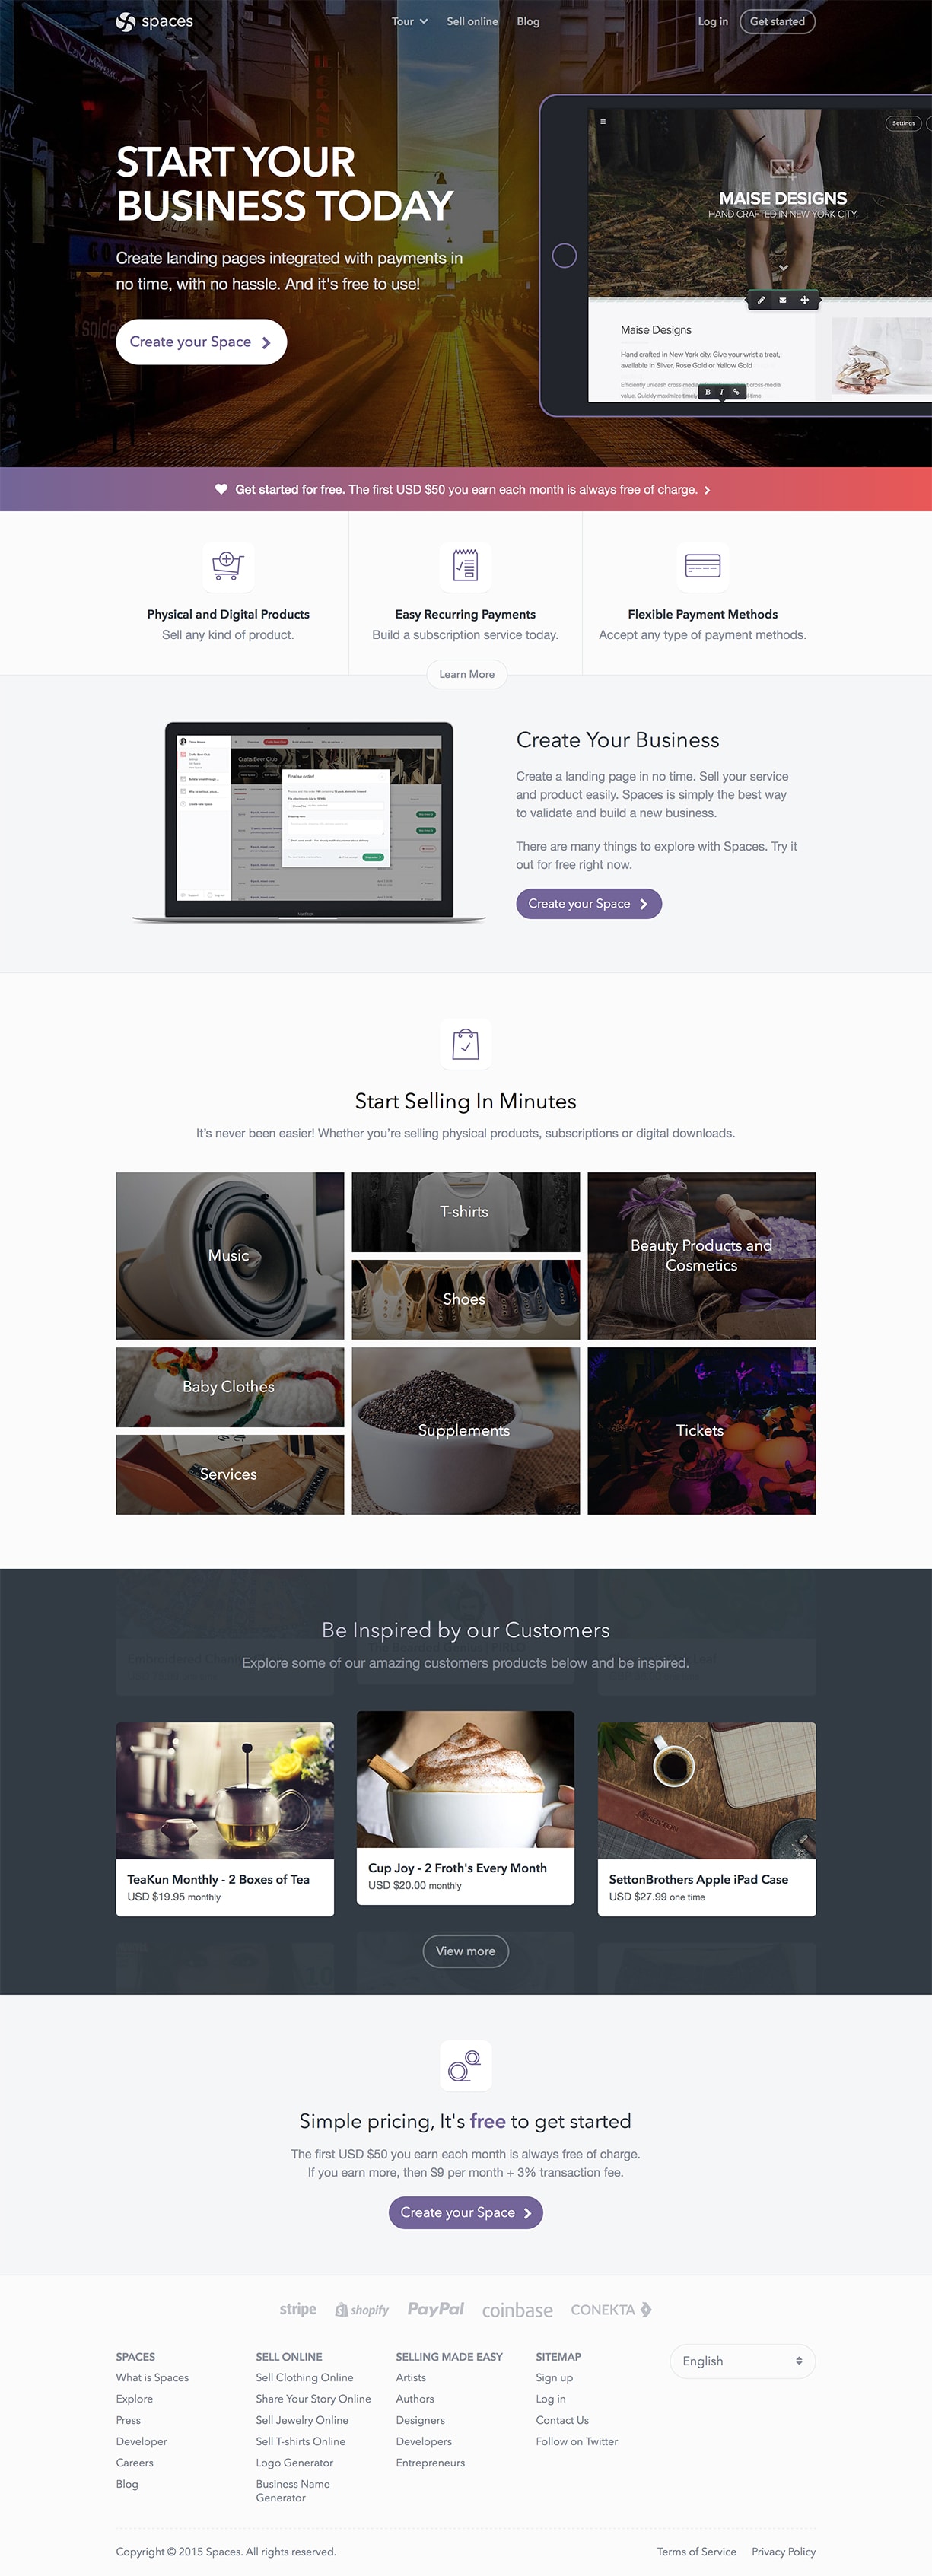 spaces
Tour
Sell online
Blog
Log in
Get started
START YOUR
BUSINESS TODAY
Create landing pages integrated with payments in
no time, with no hassle. And it's free to use!
Create your Space
Settings
MAISE DESIGNS
HAND CRAFTED IN NEW YORK CITY.
Maise Designs
Hand crafted in New York city. Give your wrist a treat,
available in Silver, Rose Gold or Yellow Gold
B I
Get started for free. The first USD $50 you earn each month is always free of charge.
Physical and Digital Products
Sell any kind of product.
Easy Recurring Payments
Build a subscription service today.
Flexible Payment Methods
Accept any type of payment methods.
Learn More
Crafts Beer Club
Finalise order!
MacBook
Create Your Business
Create a landing page in no time. Sell your service
and product easily. Spaces is simply the best way
to validate and build a new business.
There are many things to explore with Spaces. Try it
out for free right now.
Create your Space
Start Selling In Minutes
It's never been easier! Whether you're selling physical products, subscriptions or digital downloads.
Music
T-shirts
Shoes
Beauty Products and
Cosmetics
Baby Clothes
Services
Supplements
Tickets
Be Inspired by our Customers
Explore some of our amazing customers products below and be inspired.
TeaKun Monthly - 2 Boxes of Tea
USD $19.95 monthly
Cup Joy - 2 Froth's Every Month
USD $20.00 monthly
SettonBrothers Apple iPad Case
USD $27.99 one time
View more
Simple pricing, It's free to get started
The first USD $50 you earn each month is always free of charge.
If you earn more, then $9 per month + 3% transaction fee.
Create your Space
stripe
shopify
PayPal
coinbase
CONEKTA
SPACES
What is Spaces
Explore
Press
Developer
Careers
Blog
SELL ONLINE
Sell Clothing Online
Share Your Story Online
Sell Jewelry Online
Sell T-shirts Online
Logo Generator
Business Name
Generator
SELLING MADE EASY
Artists
Authors
Designers
Developers
Entrepreneurs
SITEMAP
Sign up
Log in
Contact Us
Follow on Twitter
English
Copyright © 2015 Spaces. All rights reserved.
Terms of Service
Privacy Policy